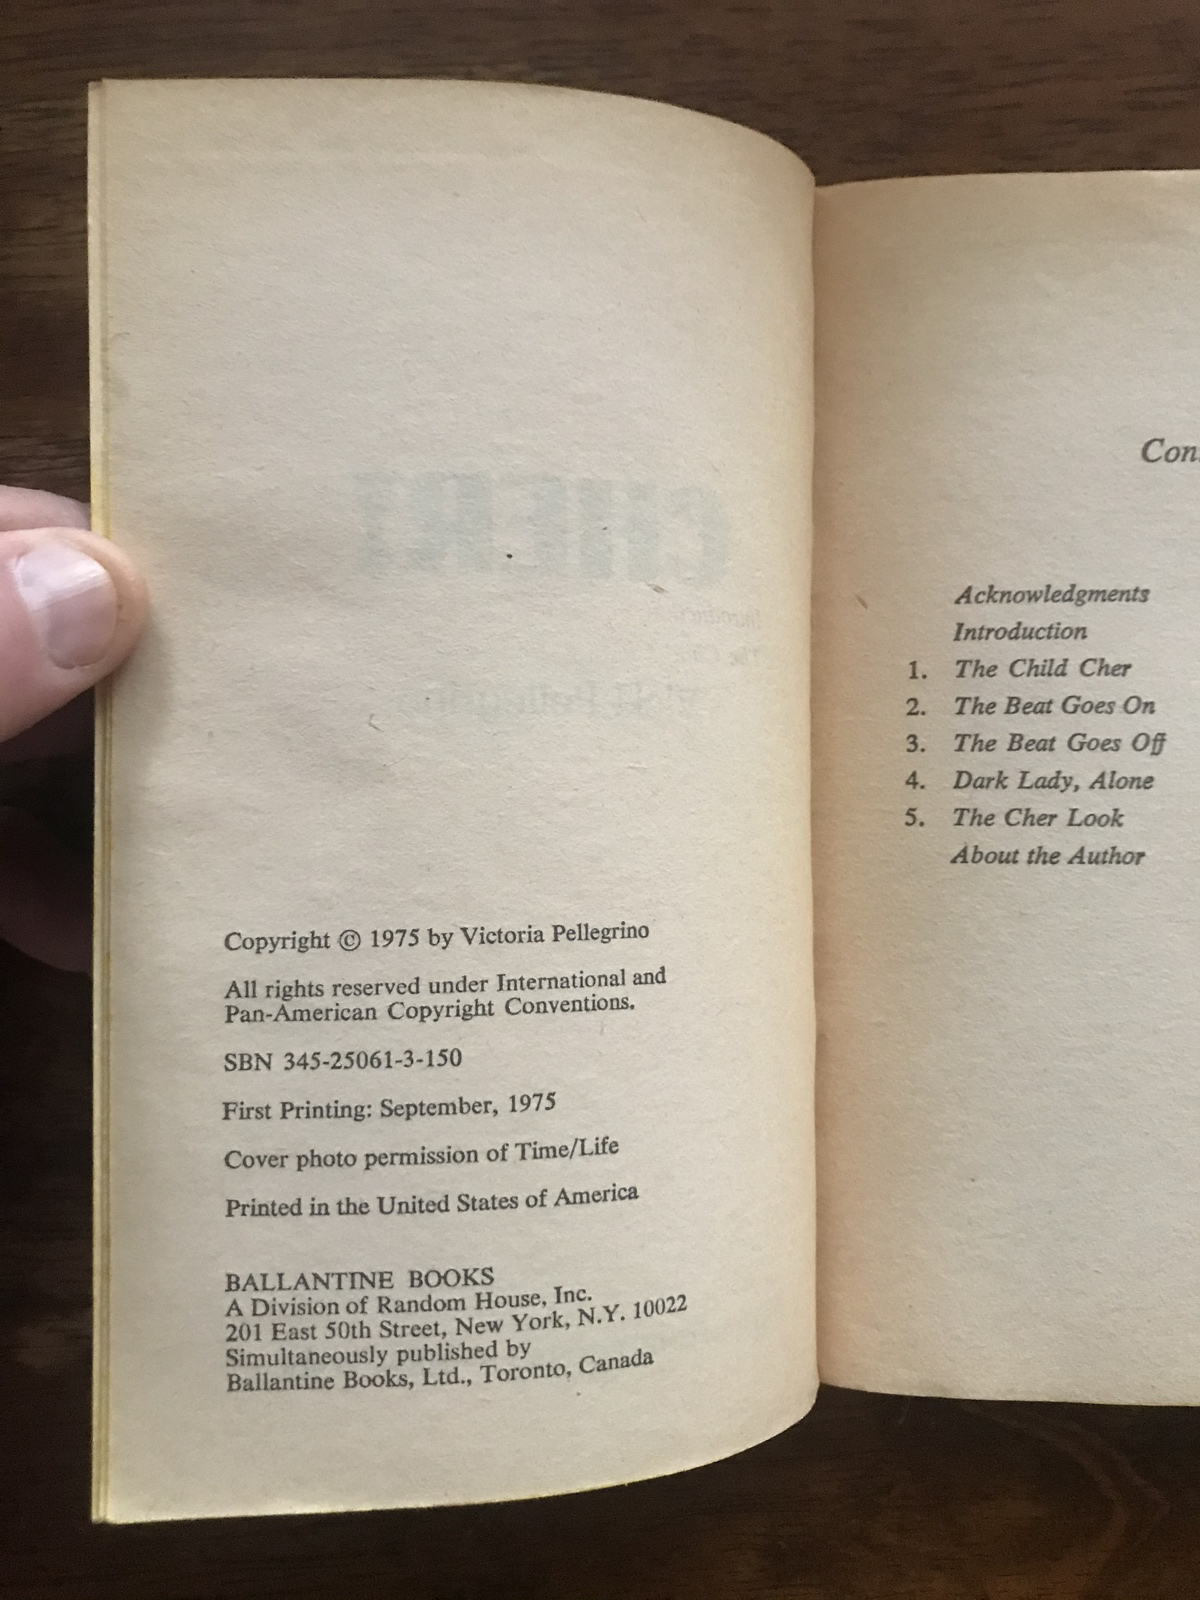 Copyright © 1975 by Victoria Pellegrino
All rights reserved under International and
Pan-American Copyright Conventions.
SBN 345-25061-3-150
First Printing: September, 1975
Cover photo permission of Time/Life
Printed in the United States of America
BALLANTINE BOOKS
A Division of Random House, Inc.
201 East 50th Street, New York, N.Y. 10022
Simultaneously published by
Ballantine Books, Ltd., Toronto, Canada
Con
Acknowledgments
Introduction
1. The Child Cher
2. The Beat Goes On
3. The Beat Goes Off
4. Dark Lady, Alone
5. The Cher Look
About the Author